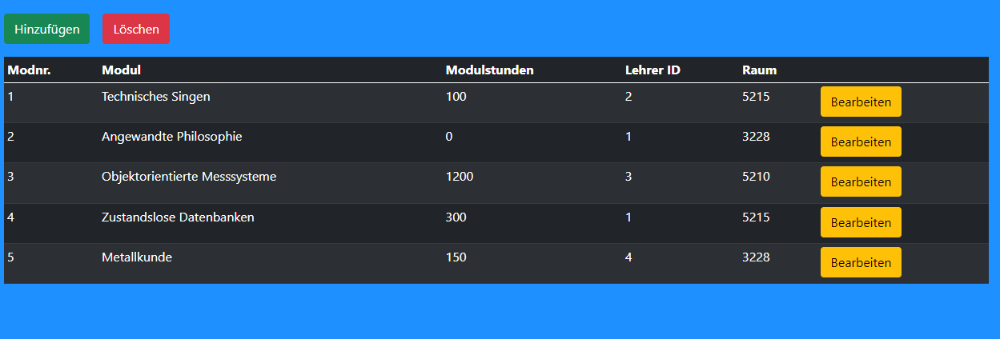 Hinzufügen Löschen
Modnr. Modul Modulstunden Lehrer ID Raum
1 Technisches Singen 100 2 5215 Bearbeiten
2 Angewandte Philosophie 0 1 3228 Bearbeiten
3 Objektorientierte Messsysteme 1200 3 5210 Bearbeiten
4 Zustandslose Datenbanken 300 1 5215 Bearbeiten
5 Metallkunde 150 4 3228 Bearbeiten